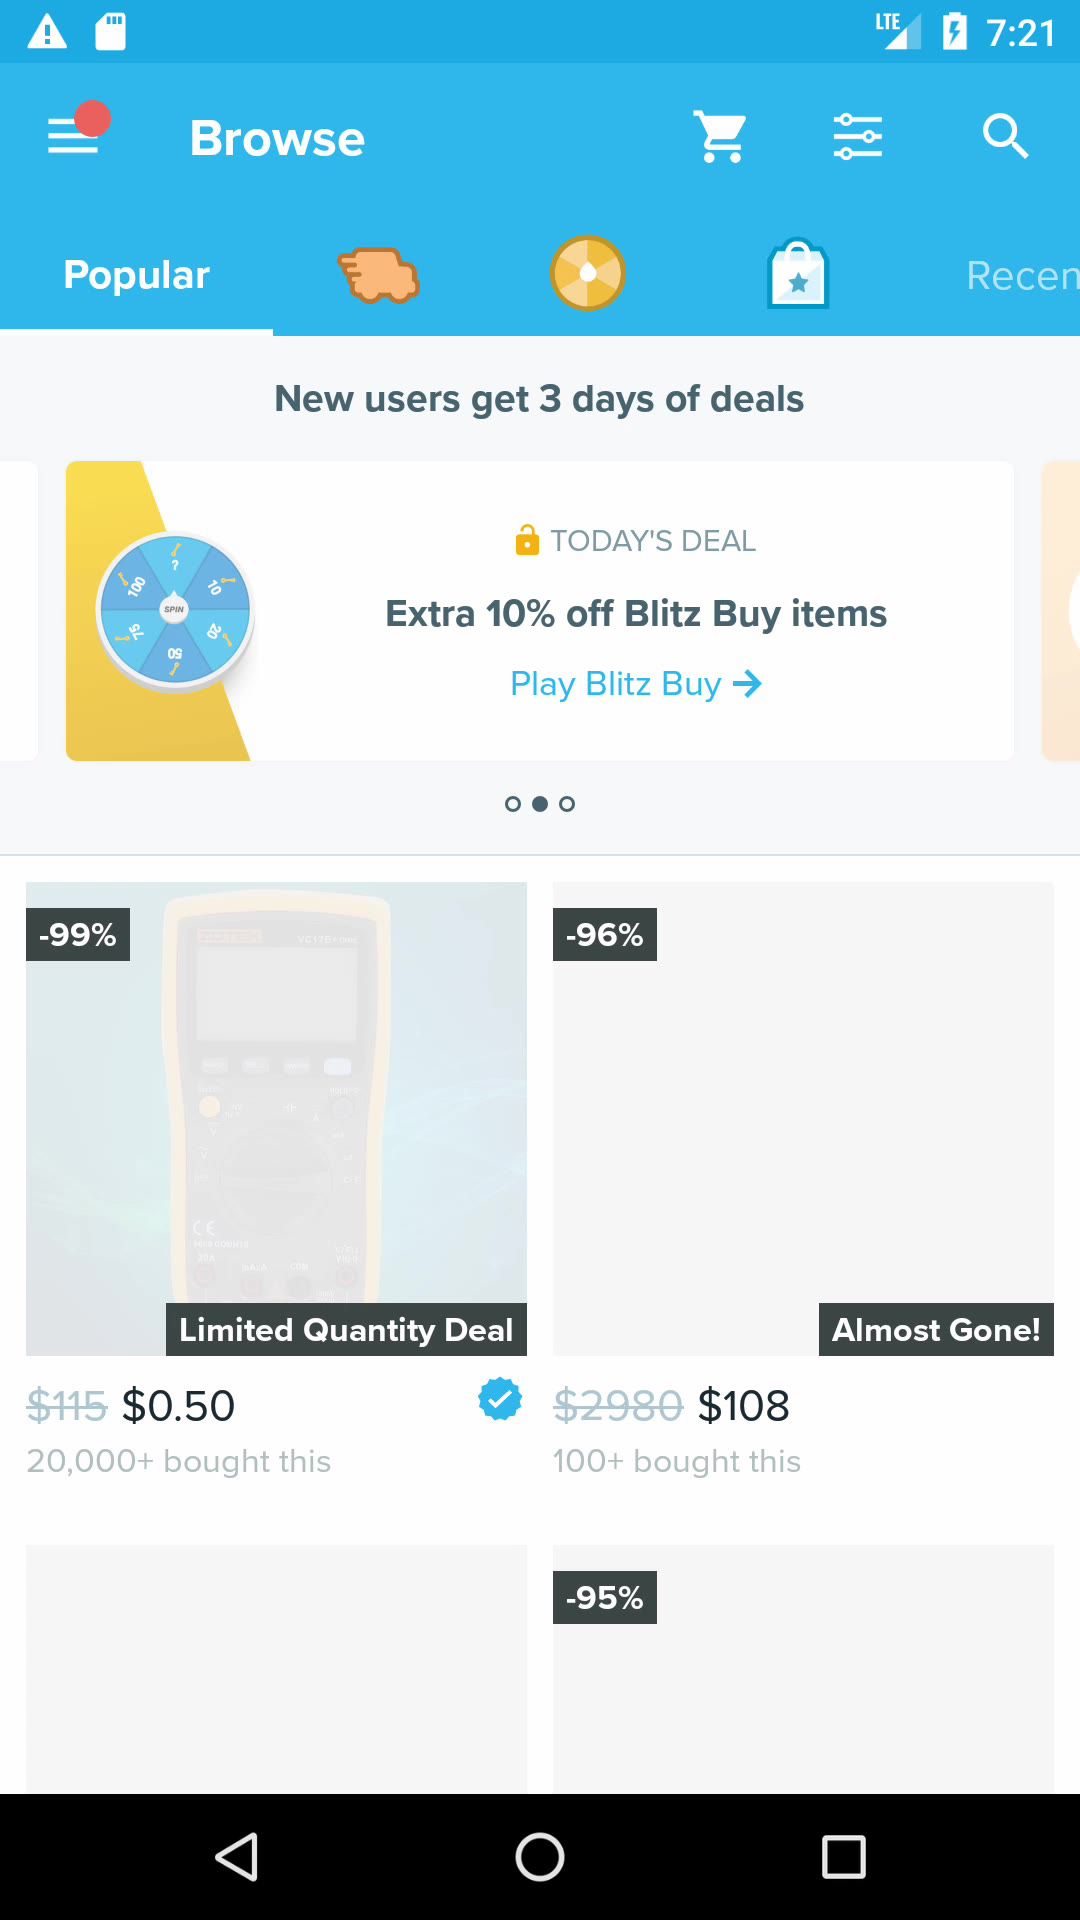 LTE 7:21
Browse
Popular
Recen
New users get 3 days of deals
TODAY'S DEAL
Extra 10% off Blitz Buy items
Play Blitz Buy
?
10
20
50
75
100
SPIN
-99%
-96%
Limited Quantity Deal
Almost Gone!
$115 $0.50
$2980 $108
20,000+ bought this
100+ bought this
-95%